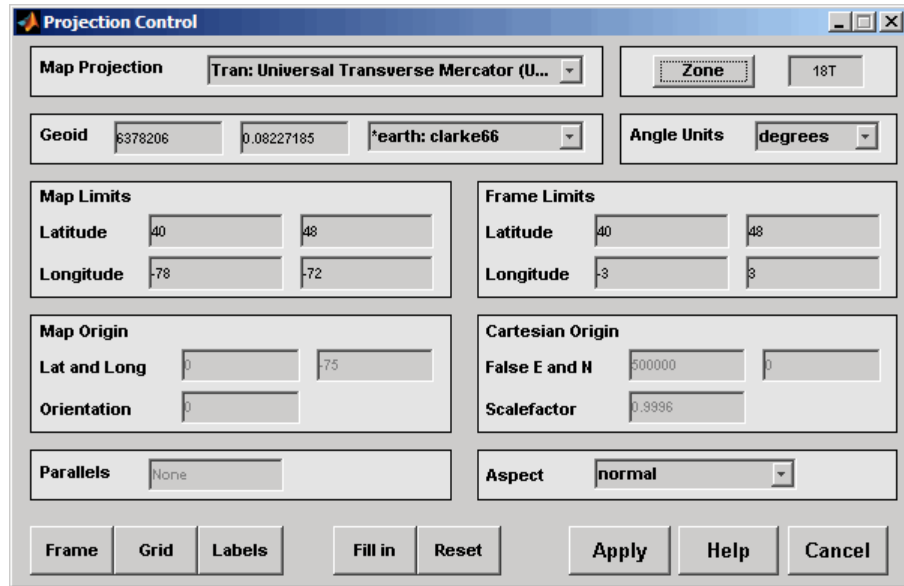 Projection Control
Map Projection Tran: Universal Transverse Mercator (U... Zone 18T
Geoid 6378206 0.08227185 *earth: clarke66 Angle Units degrees
Map Limits
Latitude 40 48
Longitude -78 -72
Frame Limits
Latitude 40 48
Longitude -3 3
Map Origin
Lat and Long 0 -75
Orientation 0
Cartesian Origin
False E and N 500000 0
Scalefactor 0.9996
Parallels None
Aspect normal
Frame Grid Labels Fill in Reset Apply Help Cancel